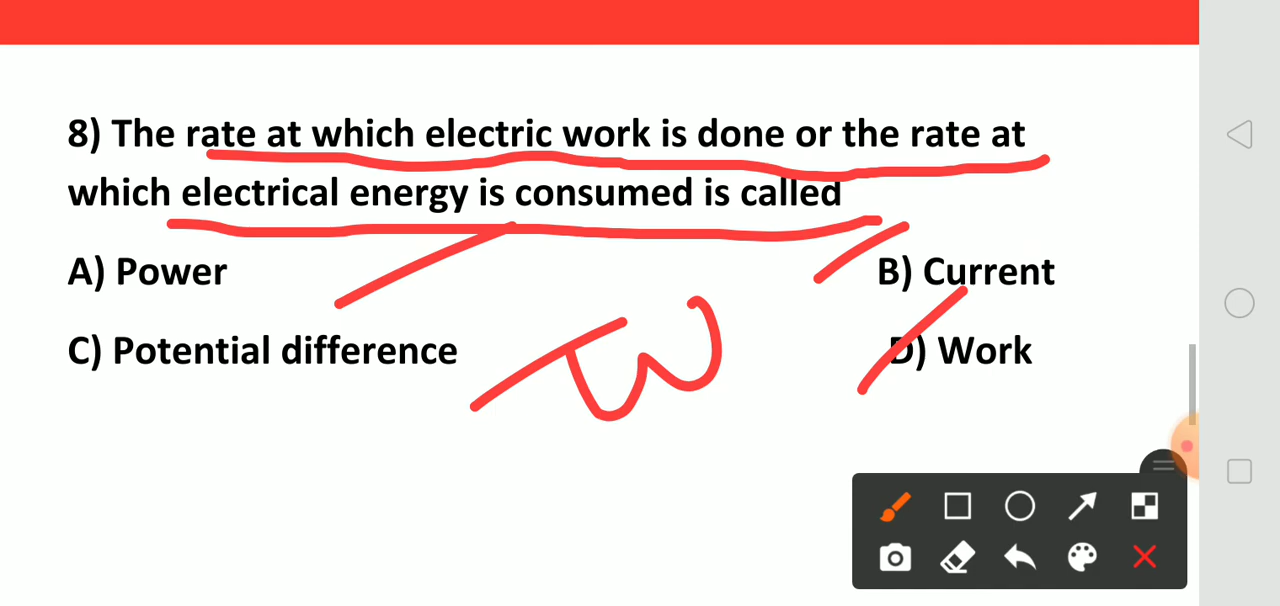 8) The rate at which electric work is done or the rate at
which electrical energy is consumed is called
A) Power B) Current
C) Potential difference D) Work
W